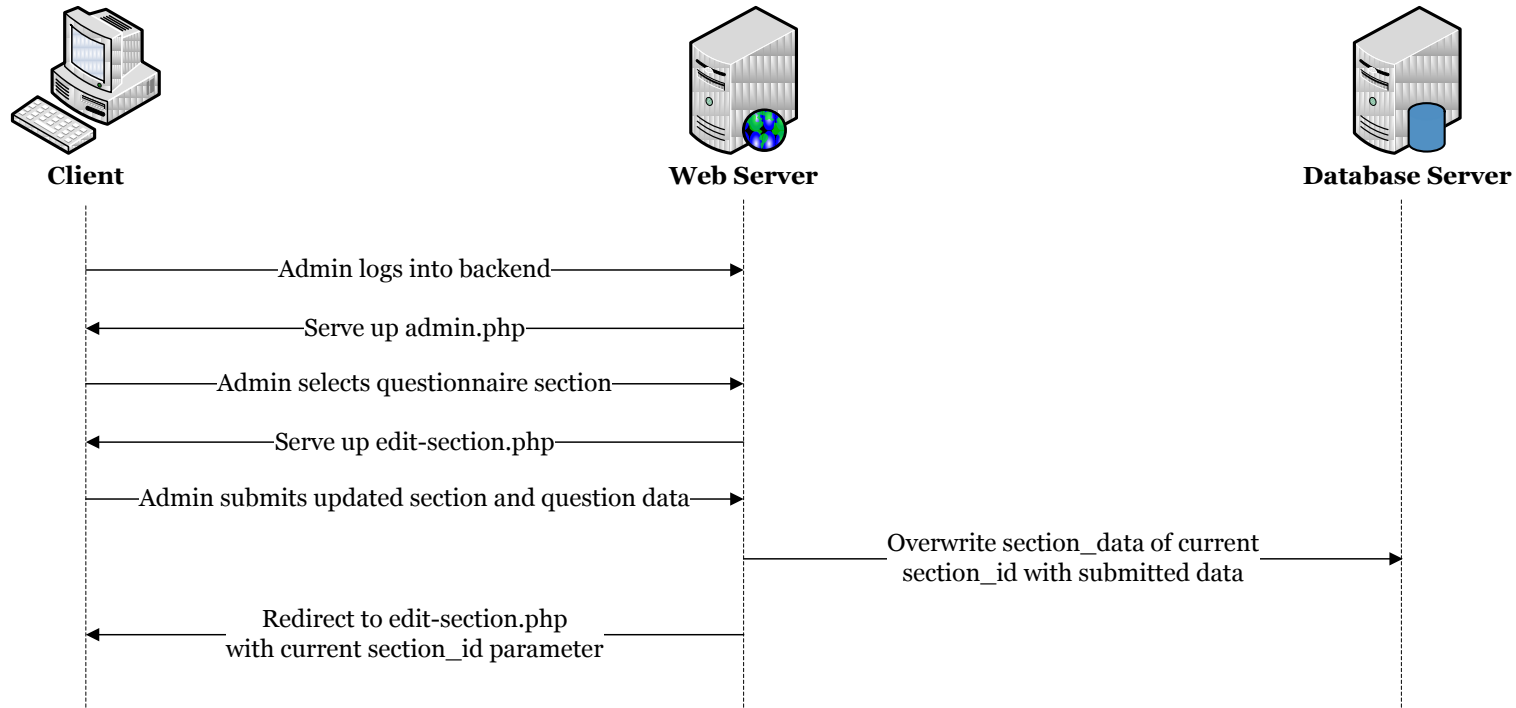 Client
Web Server
Database Server
Admin logs into backend
Serve up admin.php
Admin selects questionnaire section
Serve up edit-section.php
Admin submits updated section and question data
Overwrite section_data of current
section_id with submitted data
Redirect to edit-section.php
with current section_id parameter